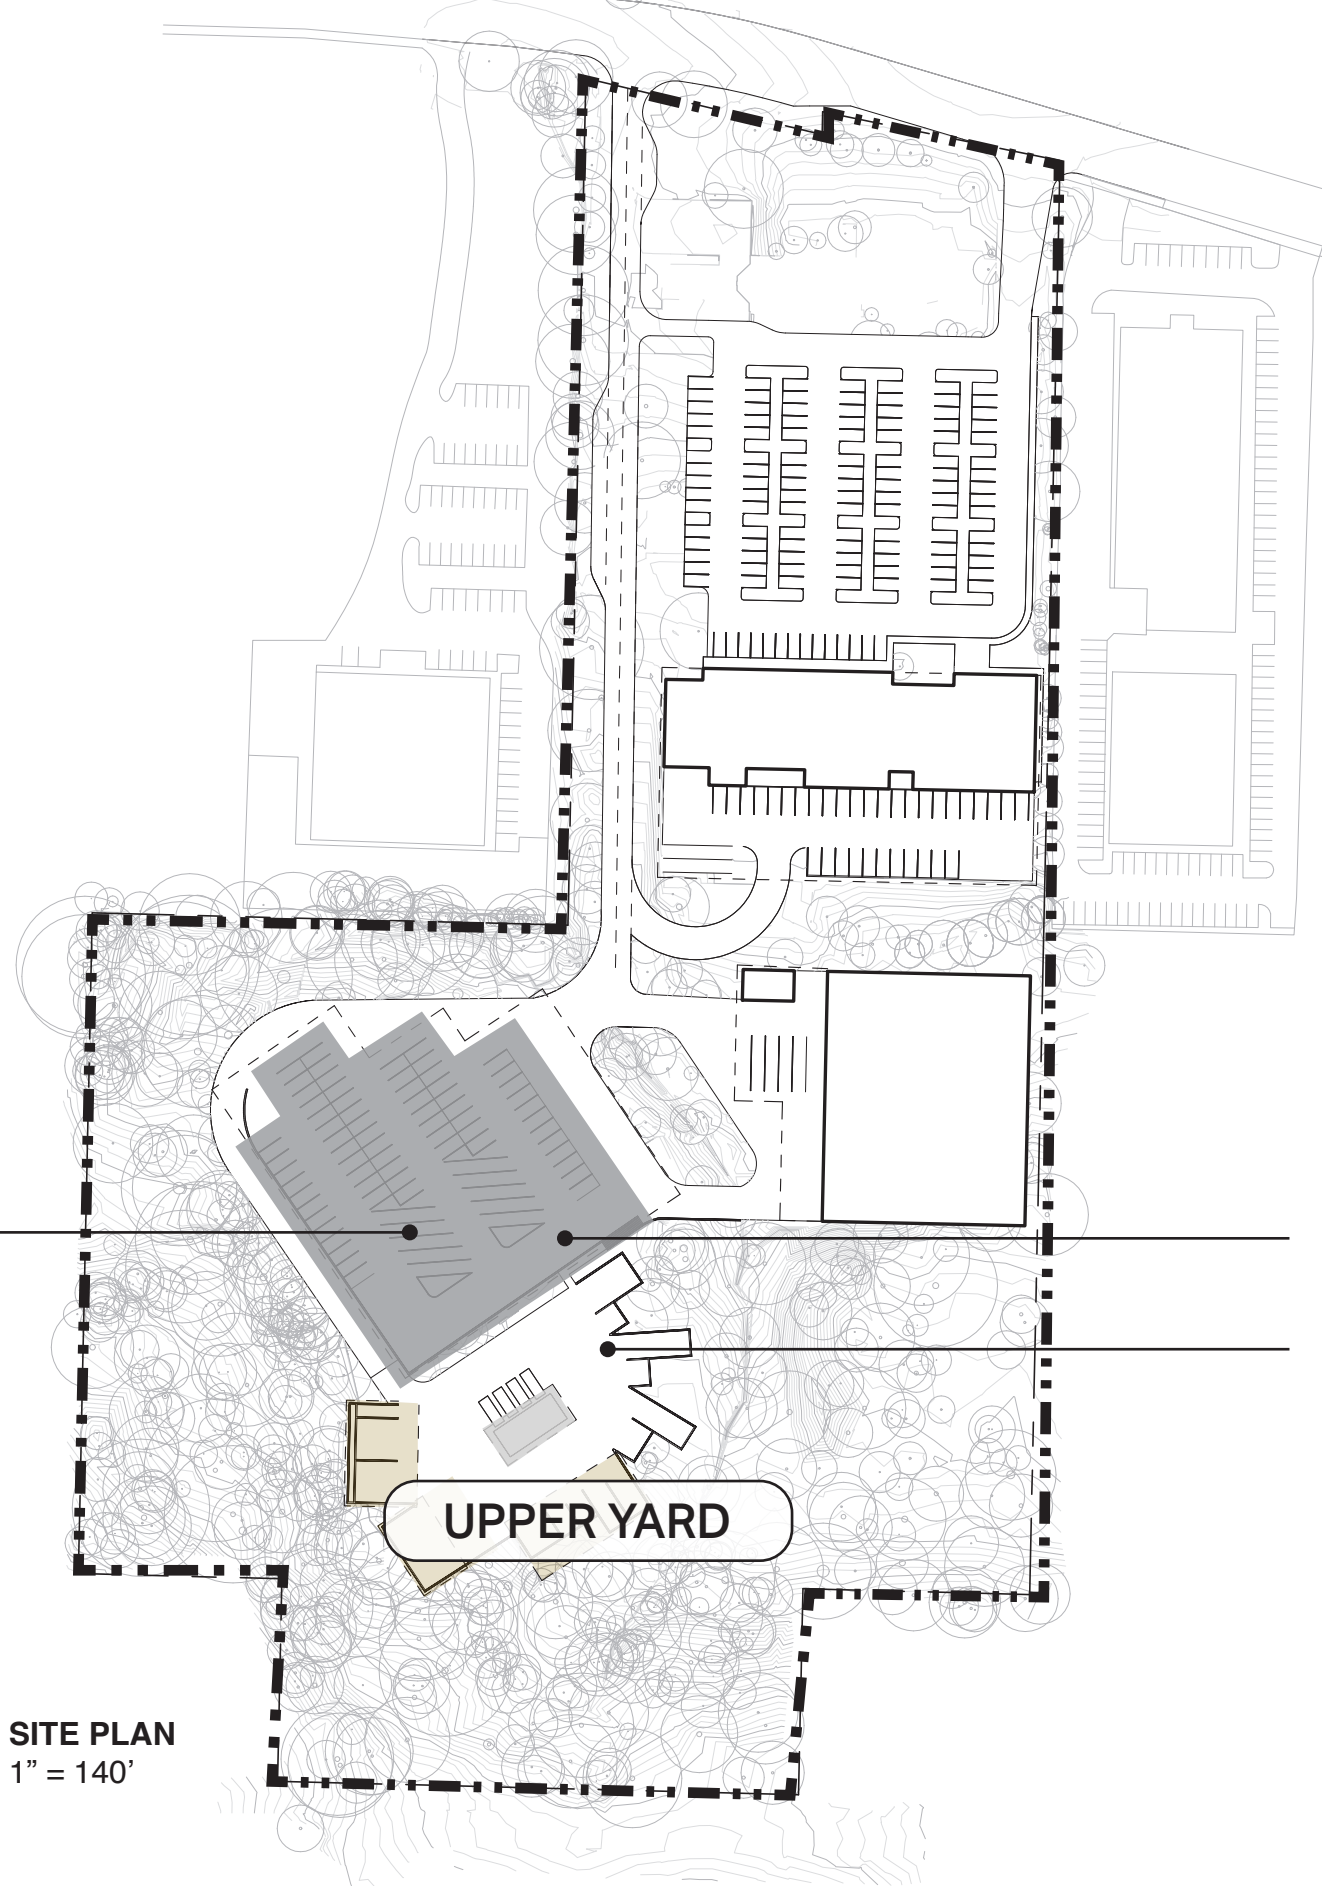 UPPER YARD
SITE PLAN
1” = 140’